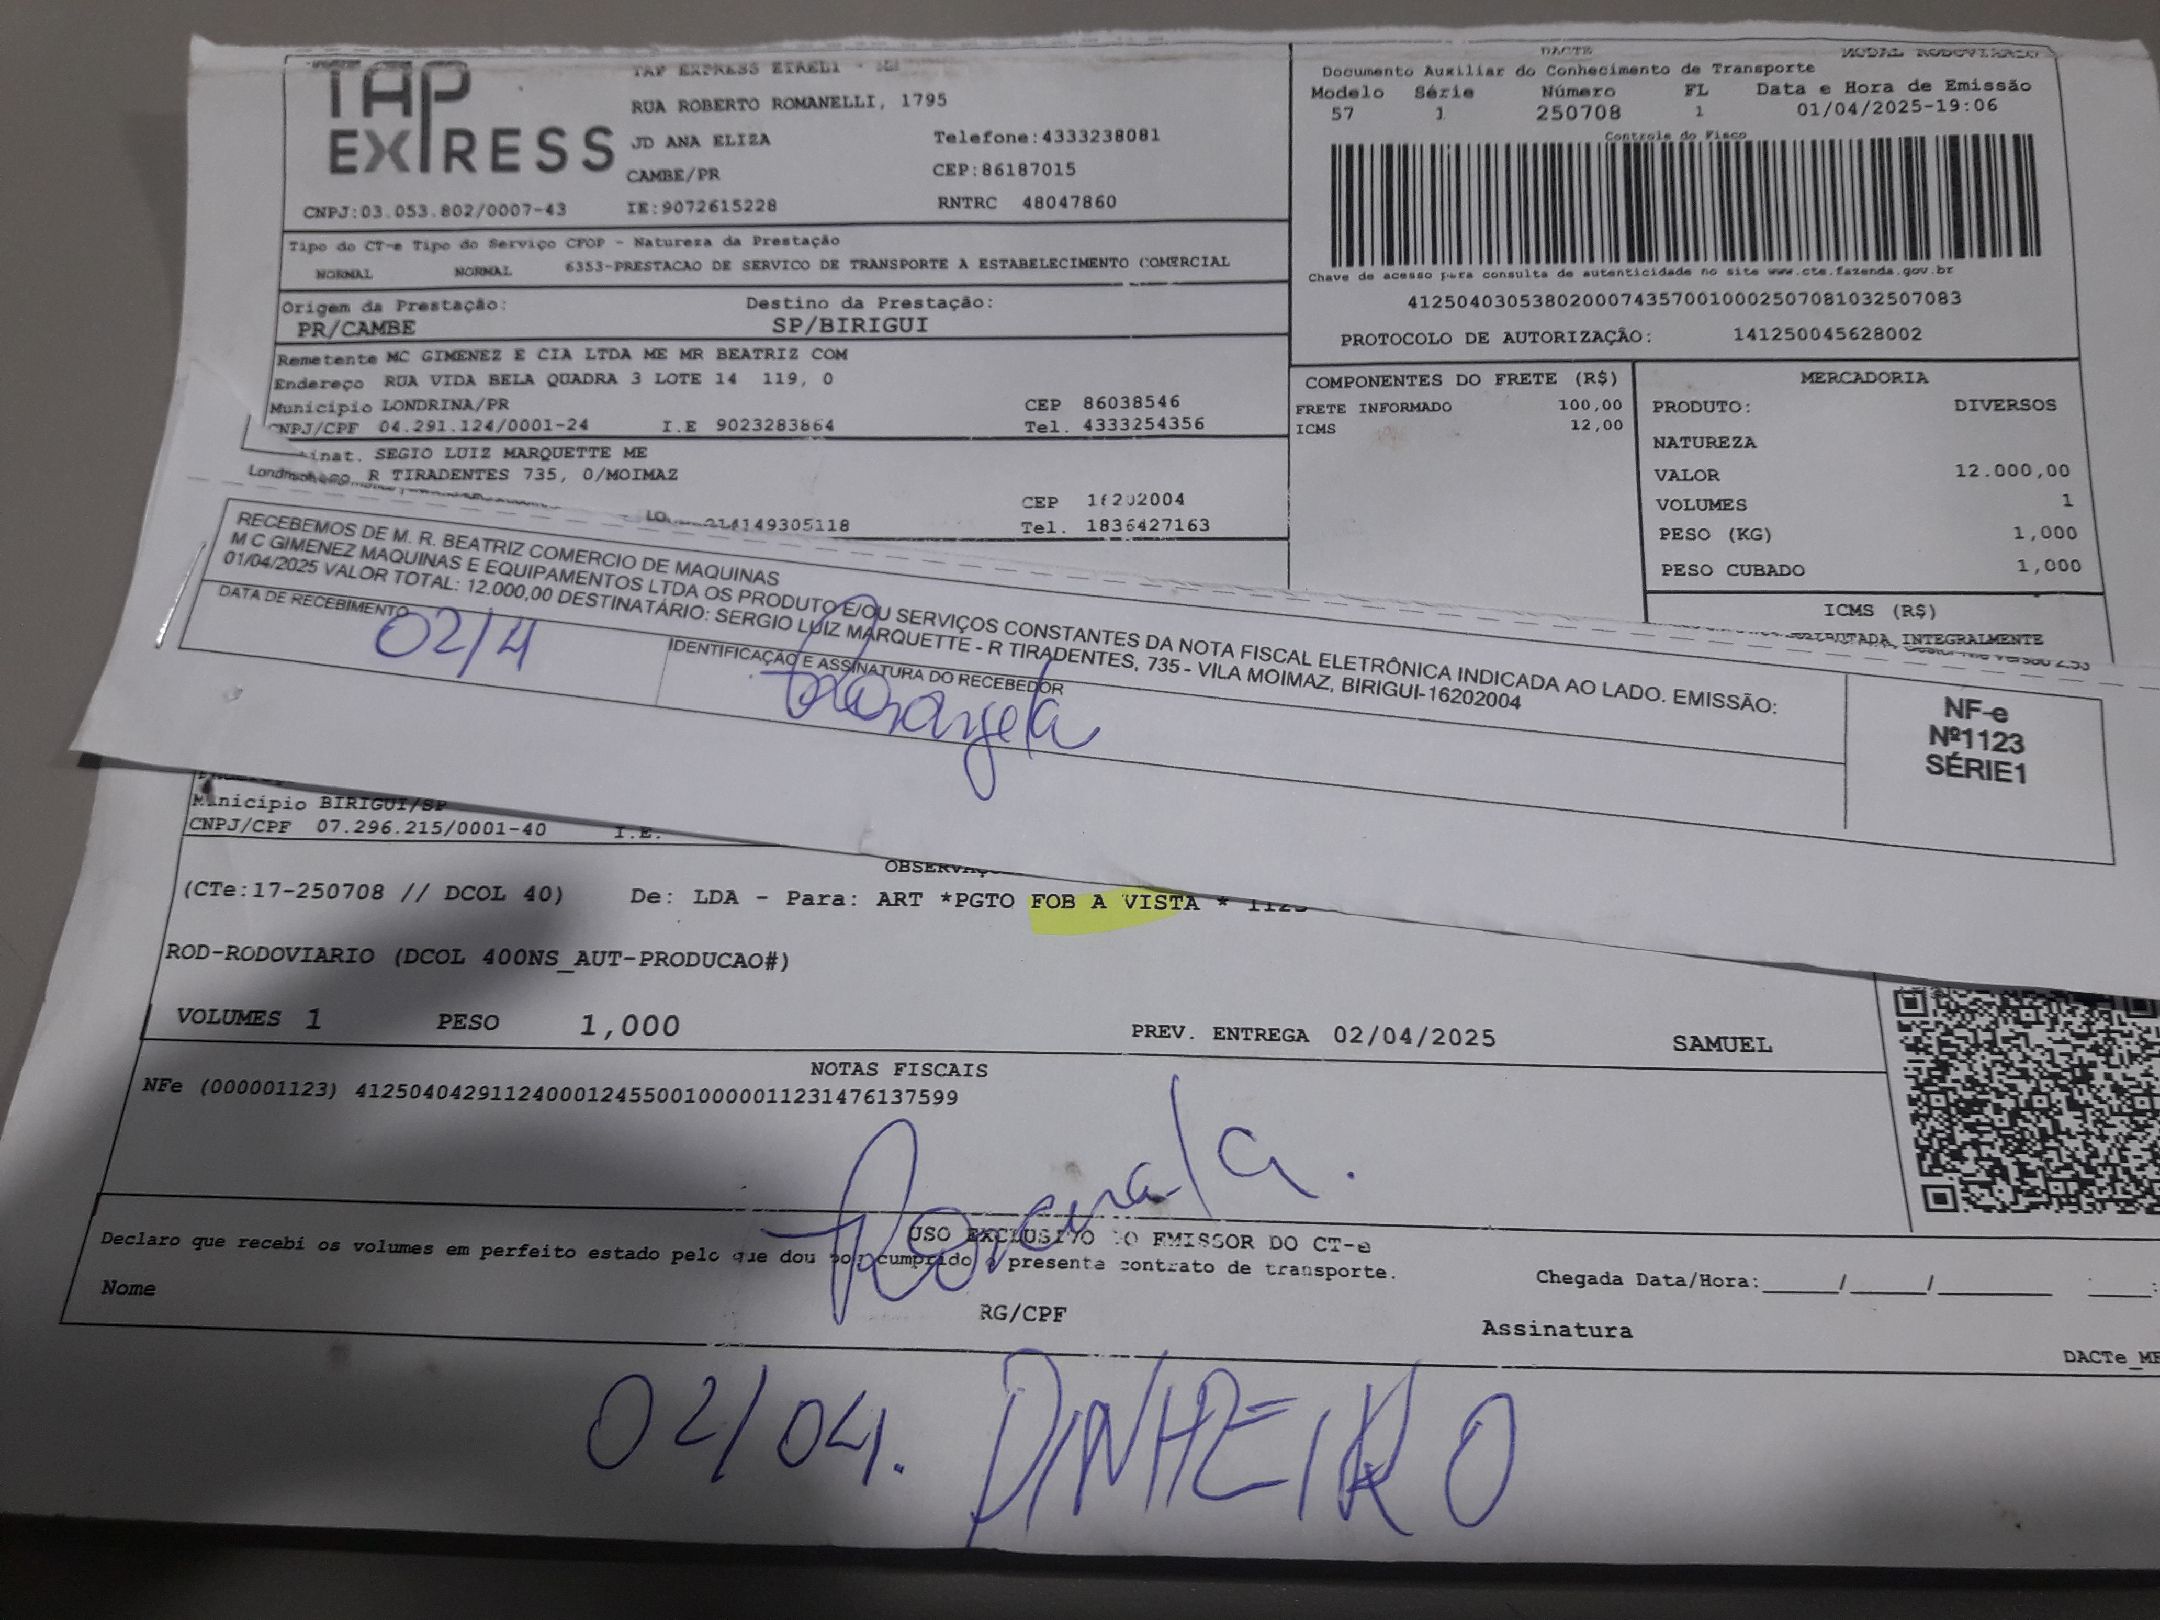 TAP
EXPRESS
TAP EXPRESS EIRELI - ME
RUA ROBERTO ROMANELLI, 1795
JD ANA ELIZA Telefone:4333238081
CAMBE/PR CEP:86187015
CNPJ:03.053.802/0007-43 IE:9072615228 RNTRC 48047860
DACTE MODAL RODOVIARIO
Documento Auxiliar do Conhecimento de Transporte
Modelo Série Número FL Data e Hora de Emissão
57 1 250708 1 01/04/2025-19:06
Controle do Fisco
Chave de acesso para consulta de autenticidade no site www.cte.fazenda.gov.br
41250403053802000743570010002507081032507083
PROTOCOLO DE AUTORIZAÇÃO: 141250045628002
Tipo do CT-e Tipo do Serviço CFOP - Natureza da Prestação
NORMAL NORMAL 6353-PRESTACAO DE SERVICO DE TRANSPORTE A ESTABELECIMENTO COMERCIAL
Origem da Prestação: Destino da Prestação:
PR/CAMBE SP/BIRIGUI
Remetente MC GIMENEZ E CIA LTDA ME MR BEATRIZ COM
Endereço RUA VIDA BELA QUADRA 3 LOTE 14 119, 0
Município LONDRINA/PR CEP 86038546
CNPJ/CPF 04.291.124/0001-24 I.E 9023283864 Tel. 4333254356
inat. SEGIO LUIZ MARQUETTE ME
R TIRADENTES 735, 0/MOIMAZ
CEP 16202004
214149305118 Tel. 1836427163
COMPONENTES DO FRETE (R$)
FRETE INFORMADO 100,00
ICMS 12,00
MERCADORIA
PRODUTO: DIVERSOS
NATUREZA
VALOR 12.000,00
VOLUMES 1
PESO (KG) 1,000
PESO CUBADO 1,000
ICMS (R$)
INTEGRALMENTE
RECEBEMOS DE M. R. BEATRIZ COMERCIO DE MAQUINAS
M C GIMENEZ MAQUINAS E EQUIPAMENTOS LTDA OS PRODUTO E/OU SERVIÇOS CONSTANTES DA NOTA FISCAL ELETRÔNICA INDICADA AO LADO. EMISSÃO:
01/04/2025 VALOR TOTAL: 12.000,00 DESTINATÁRIO: SERGIO LUIZ MARQUETTE - R TIRADENTES, 735 - VILA MOIMAZ, BIRIGUI-16202004
DATA DE RECEBIMENTO IDENTIFICAÇÃO E ASSINATURA DO RECEBEDOR
02/4
NF-e
Nº1123
SÉRIE1
Município BIRIGUI/SP
CNPJ/CPF 07.296.215/0001-40 I.E.
(CTe:17-250708 // DCOL 40) De: LDA - Para: ART *PGTO FOB A VISTA * 1123
ROD-RODOVIARIO (DCOL 400NS_AUT-PRODUCAO#)
VOLUMES 1 PESO 1,000 PREV. ENTREGA 02/04/2025 SAMUEL
NOTAS FISCAIS
NFe (000001123) 41250404291124000124550010000011231476137599
USO EXCLUSIVO DO EMISSOR DO CT-e
Declaro que recebi os volumes em perfeito estado pelo que dou por cumprido o presente contrato de transporte.
Chegada Data/Hora:_____/_____/_______ ____:
Nome RG/CPF Assinatura
DACTe_ME
02/04. DINHEIRO